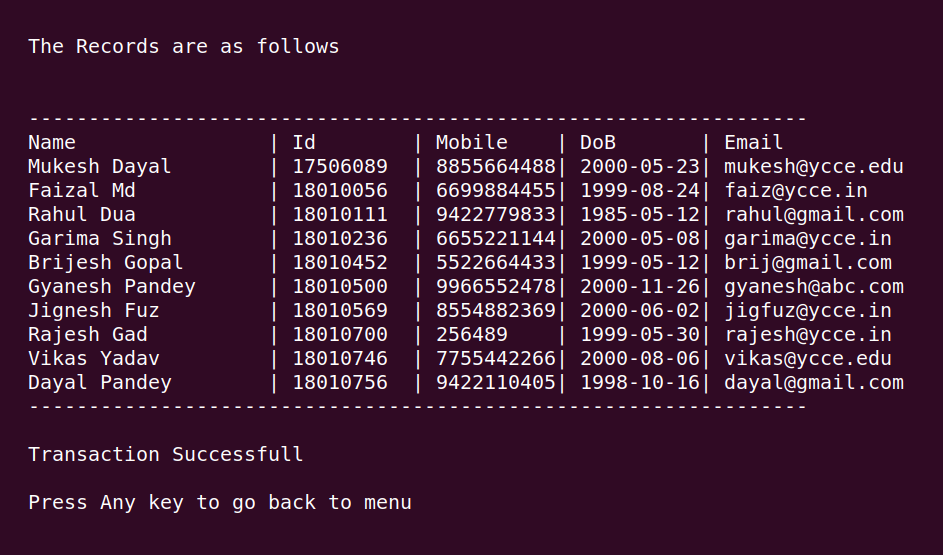 The Records are as follows
-----------------------------------------------------------------
Name                | Id        | Mobile    | DoB       | Email
Mukesh Dayal        | 17506089  | 8855664488| 2000-05-23| mukesh@ycce.edu
Faizal Md           | 18010056  | 6699884455| 1999-08-24| faiz@ycce.in
Rahul Dua           | 18010111  | 9422779833| 1985-05-12| rahul@gmail.com
Garima Singh        | 18010236  | 6655221144| 2000-05-08| garima@ycce.in
Brijesh Gopal       | 18010452  | 5522664433| 1999-05-12| brij@gmail.com
Gyanesh Pandey      | 18010500  | 9966552478| 2000-11-26| gyanesh@abc.com
Jignesh Fuz         | 18010569  | 8554882369| 2000-06-02| jigfuz@ycce.in
Rajesh Gad          | 18010700  | 256489    | 1999-05-30| rajesh@ycce.in
Vikas Yadav         | 18010746  | 7755442266| 2000-08-06| vikas@ycce.edu
Dayal Pandey        | 18010756  | 9422110405| 1998-10-16| dayal@gmail.com
-----------------------------------------------------------------
Transaction Successfull
Press Any key to go back to menu